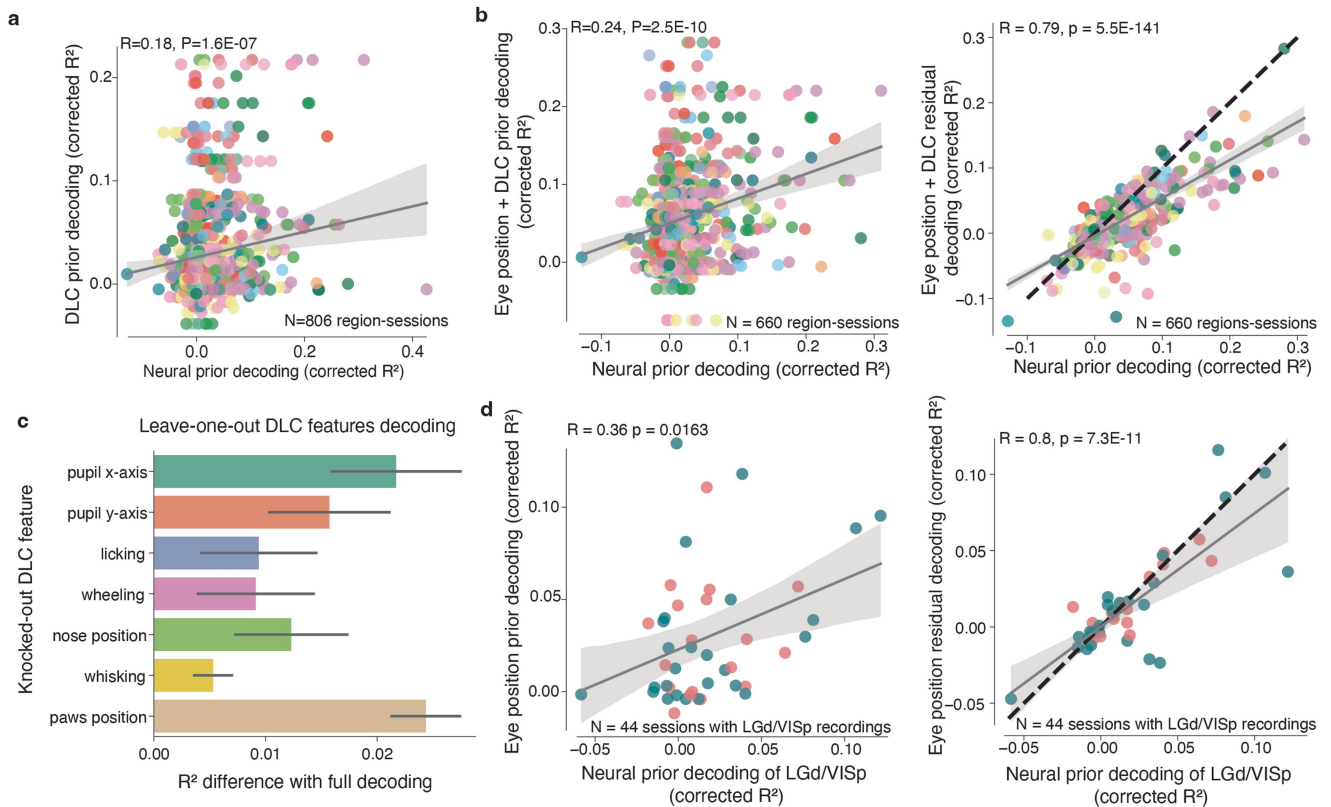 a
R=0.18, P=1.6E-07
DLC prior decoding (corrected R²)
0.2
0.1
0.0
N=806 region-sessions
0.0
0.2
0.4
Neural prior decoding (corrected R²)
b
R=0.24, P=2.5E-10
Eye position + DLC prior decoding
(corrected R²)
0.3
0.2
0.1
0.0
N = 660 region-sessions
−0.1
0.0
0.1
0.2
0.3
Neural prior decoding (corrected R²)
R = 0.79, p = 5.5E-141
Eye position + DLC residual
decoding (corrected R²)
0.3
0.2
0.1
0.0
−0.1
N = 660 regions-sessions
−0.1
0.0
0.1
0.2
0.3
Neural prior decoding (corrected R²)
c
Leave-one-out DLC features decoding
Knocked-out DLC feature
pupil x-axis
pupil y-axis
licking
wheeling
nose position
whisking
paws position
0.00
0.01
0.02
R² difference with full decoding
d
R = 0.36 p = 0.0163
Eye position prior decoding (corrected R²)
0.10
0.05
0.00
N = 44 sessions with LGd/VISp recordings
−0.05
0.00
0.05
0.10
Neural prior decoding of LGd/VISp
(corrected R²)
R = 0.8, p = 7.3E-11
Eye position residual decoding (corrected R²)
0.10
0.05
0.00
−0.05
N = 44 sessions with LGd/VISp recordings
−0.05
0.00
0.05
0.10
Neural prior decoding of LGd/VISp
(corrected R²)